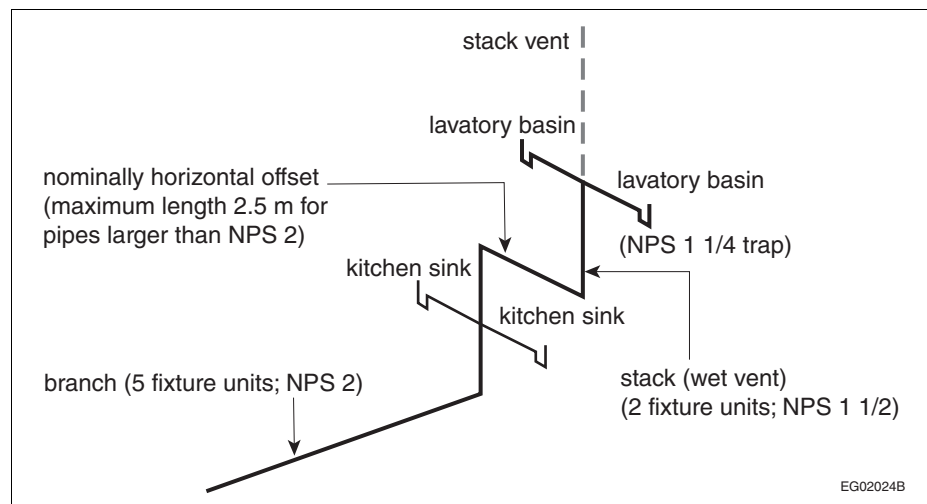 stack vent
lavatory basin
nominally horizontal offset
(maximum length 2.5 m for
pipes larger than NPS 2)
lavatory basin
(NPS 1 1/4 trap)
kitchen sink
kitchen sink
branch (5 fixture units; NPS 2)
stack (wet vent)
(2 fixture units; NPS 1 1/2)
EG02024B